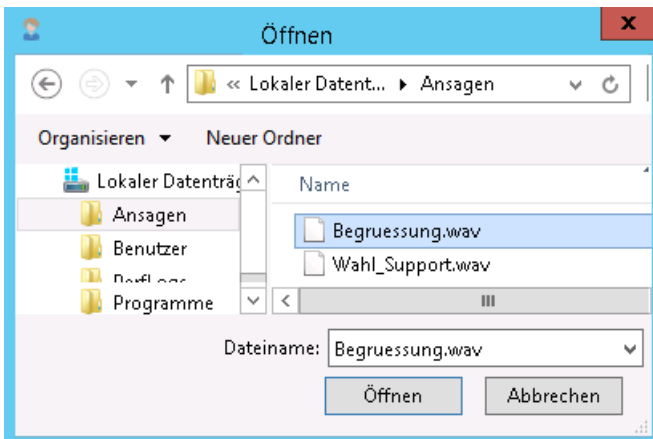 Öffnen
x
« Lokaler Datent... Ansagen
Organisieren Neuer Ordner
Lokaler Datenträg
Name
Ansagen
Begruessung.wav
Benutzer
Wahl_Support.wav
PerfLogs
Programme
Dateiname: Begruessung.wav
Öffnen Abbrechen